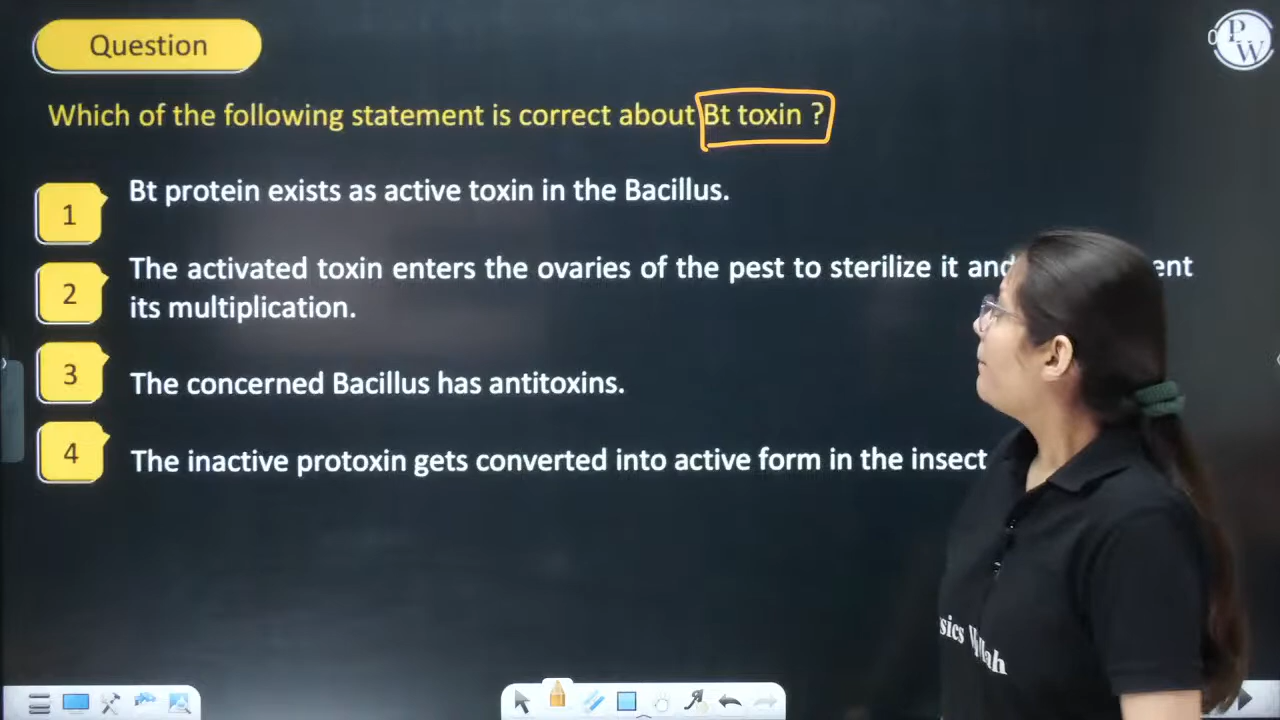 Question
PW
Which of the following statement is correct about Bt toxin ?
1
Bt protein exists as active toxin in the Bacillus.
2
The activated toxin enters the ovaries of the pest to sterilize it and ent
its multiplication.
3
The concerned Bacillus has antitoxins.
4
The inactive protoxin gets converted into active form in the insect